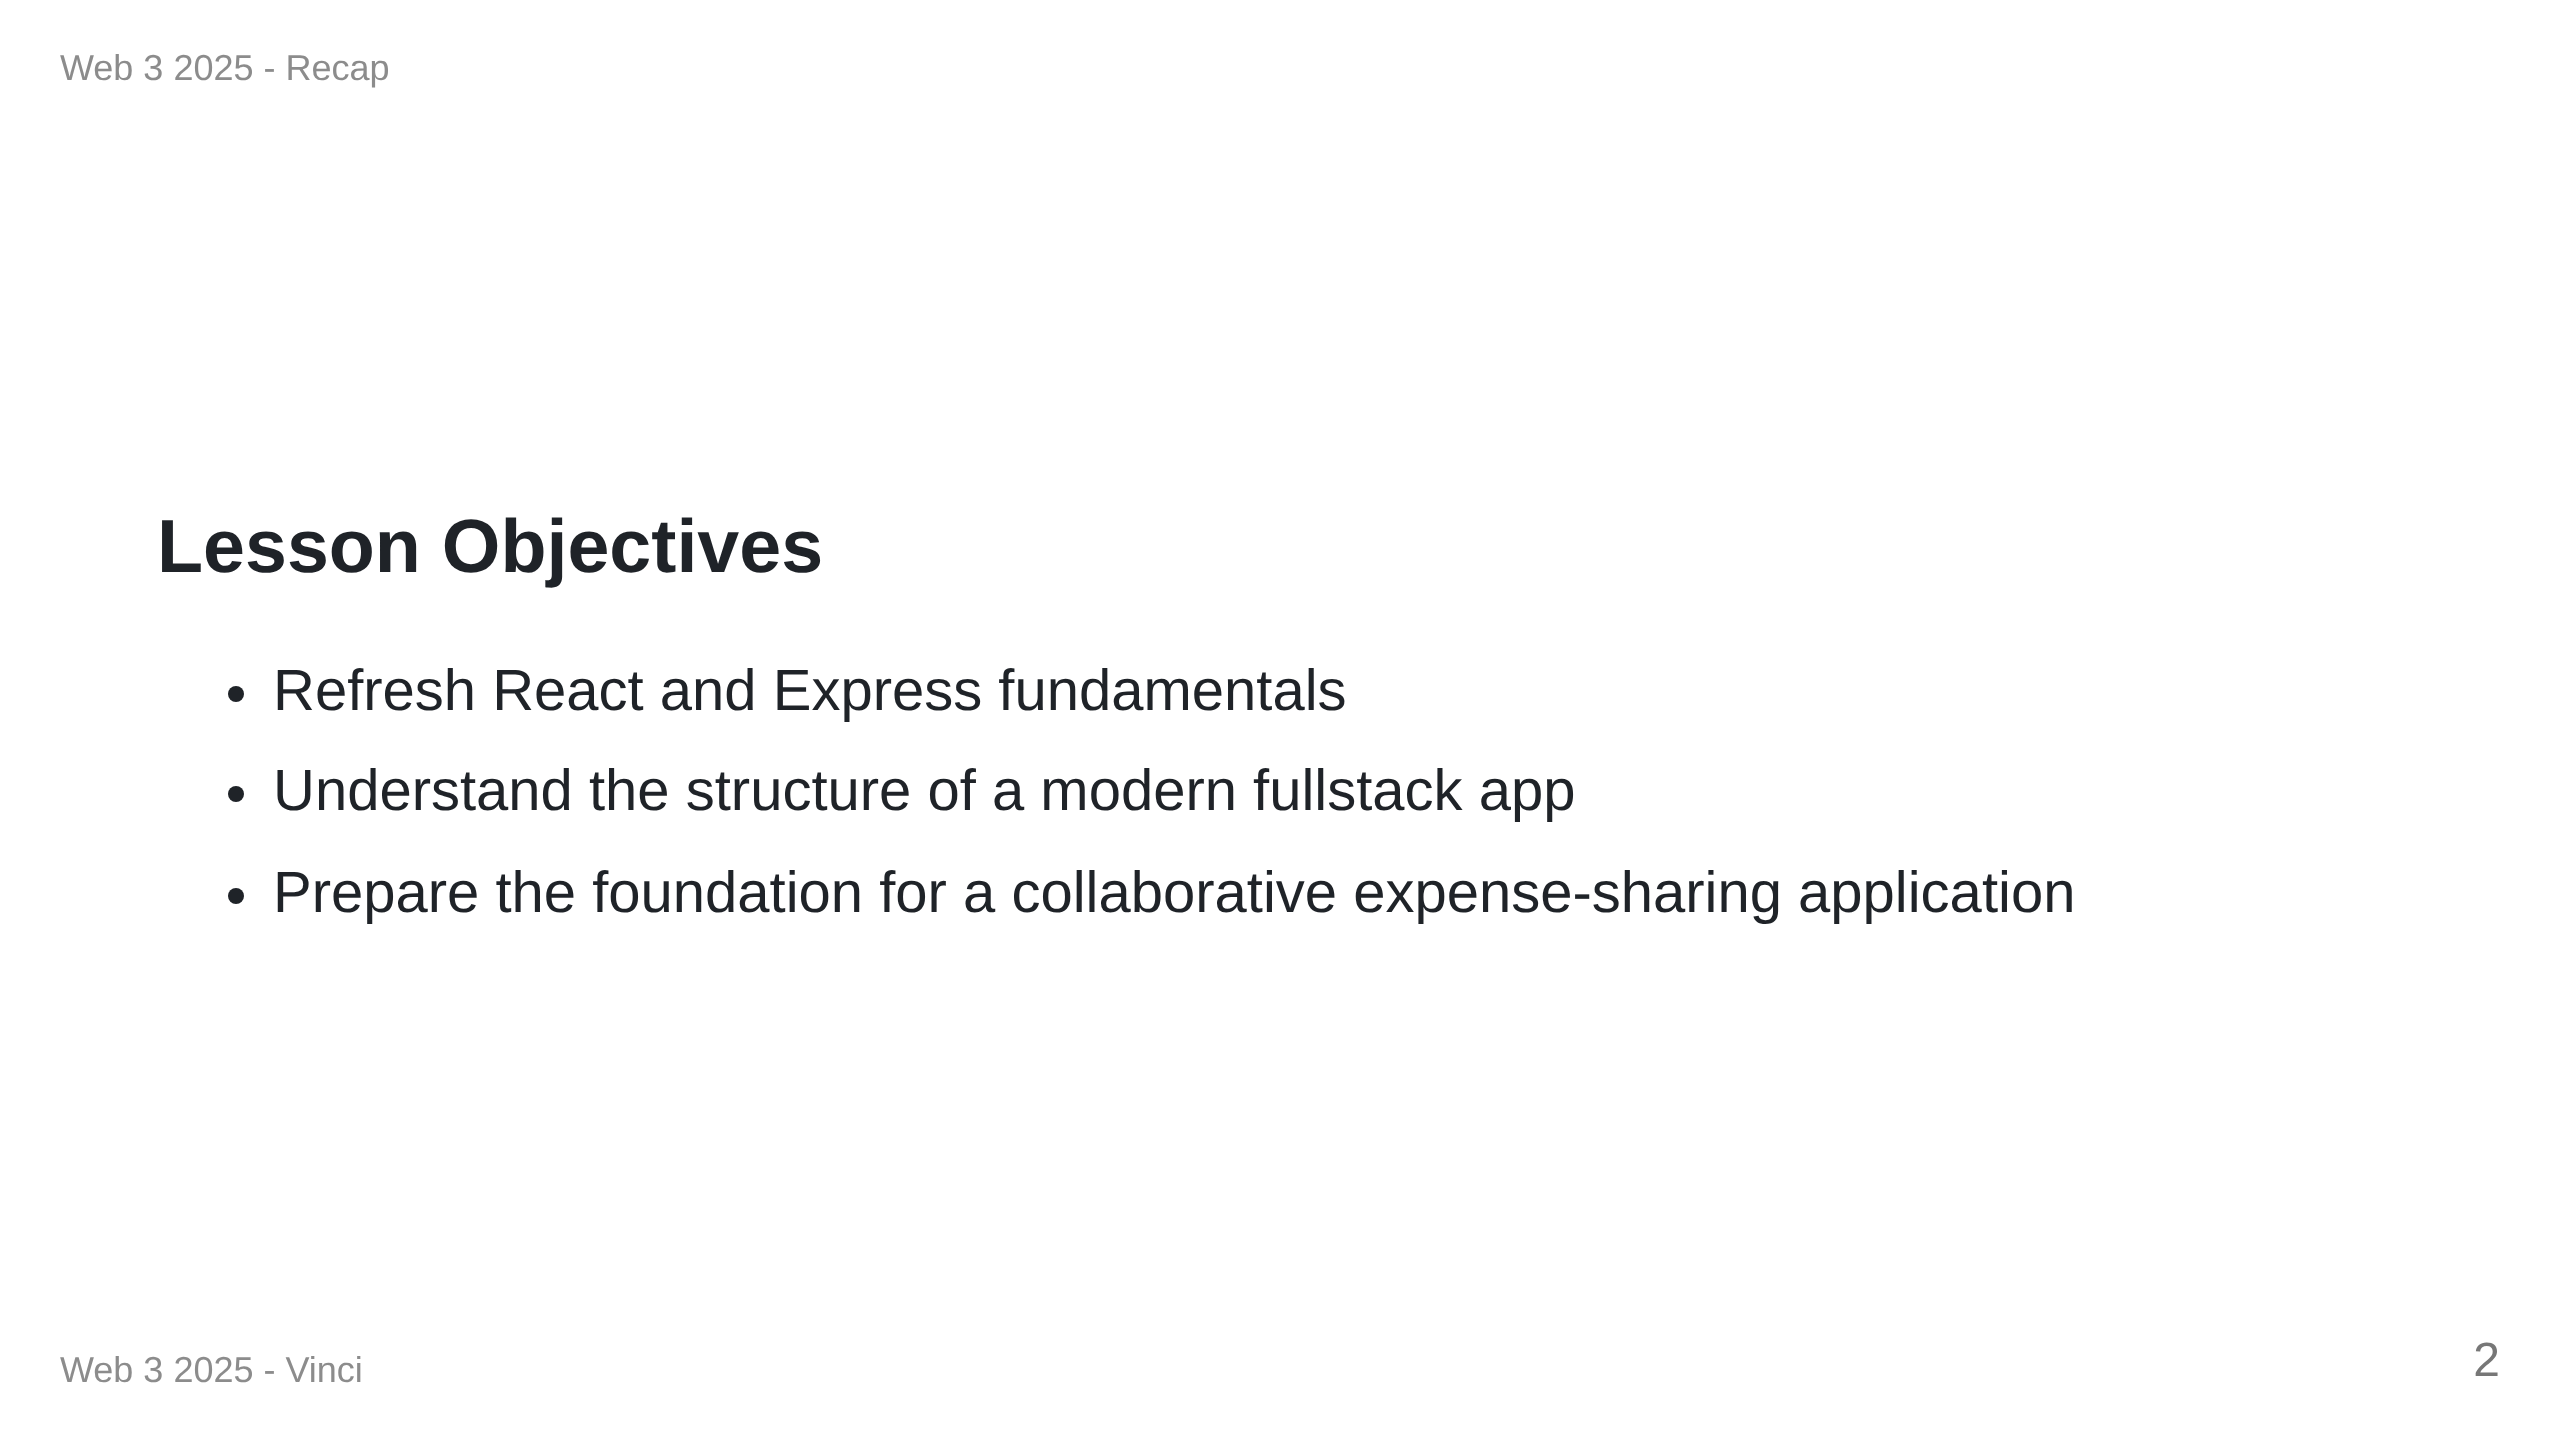 Web 3 2025 - Recap
Lesson Objectives
• Refresh React and Express fundamentals
• Understand the structure of a modern fullstack app
• Prepare the foundation for a collaborative expense-sharing application
Web 3 2025 - Vinci
2